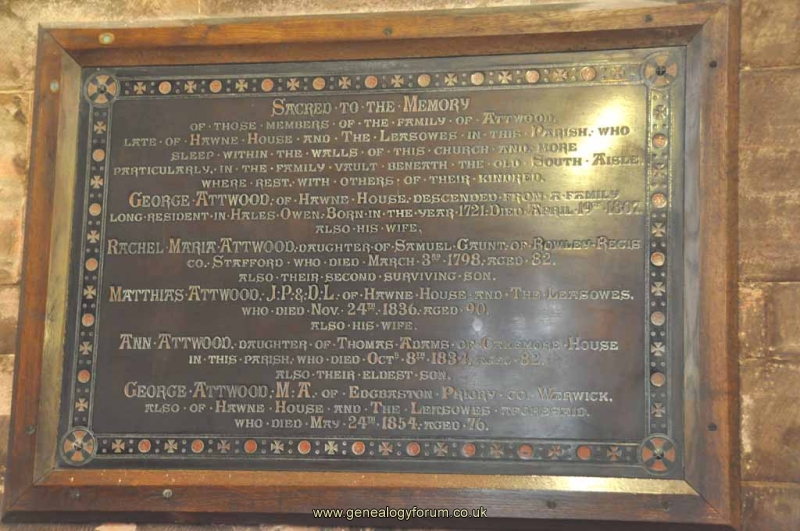 SACRED · TO · THE · MEMORY
OF · THOSE · MEMBERS · OF · THE · FAMILY · OF · ATTWOOD,
LATE · OF · HAWNE · HOUSE · AND · THE · LEASOWES · IN · THIS · PARISH, · WHO
SLEEP · WITHIN · THE · WALLS · OF · THIS · CHURCH · AND · MORE
PARTICULARLY, · IN · THE · FAMILY · VAULT · BENEATH · THE · OLD · SOUTH · AISLE
WHERE · REST, · WITH · OTHERS · OF · THEIR · KINDRED.
GEORGE · ATTWOOD, · OF · HAWNE · HOUSE, DESCENDED · FROM · A · FAMILY
LONG · RESIDENT · IN · HALES · OWEN. BORN · IN · THE · YEAR · 1721. DIED · APRIL · 19TH · 1807.
ALSO · HIS · WIFE,
RACHEL · MARIA · ATTWOOD, DAUGHTER · OF · SAMUEL · GAUNT, OF · ROWLEY · REGIS
CO. STAFFORD · WHO · DIED · MARCH · 3RD · 1798, AGED · 82.
ALSO · THEIR · SECOND · SURVIVING · SON.
MATTHIAS · ATTWOOD, · J.P. & D.L. · OF · HAWNE · HOUSE · AND · THE · LEASOWES,
WHO · DIED · NOV. 24TH · 1836, AGED · 90.
ALSO · HIS · WIFE,
ANN · ATTWOOD, DAUGHTER · OF · THOMAS · ADAMS · OF · CAKEMORE · HOUSE
IN · THIS · PARISH, WHO · DIED · OCTR · 8TH · 1834, AGED · 82.
ALSO · THEIR · ELDEST · SON,
GEORGE · ATTWOOD, M.A. · OF · EDGBASTON · PRIORY · CO. WARWICK,
ALSO · OF · HAWNE · HOUSE · AND · THE · LEASOWES · AFORESAID,
WHO · DIED · MAY · 24TH · 1854, AGED · 76.
www.genealogyforum.co.uk